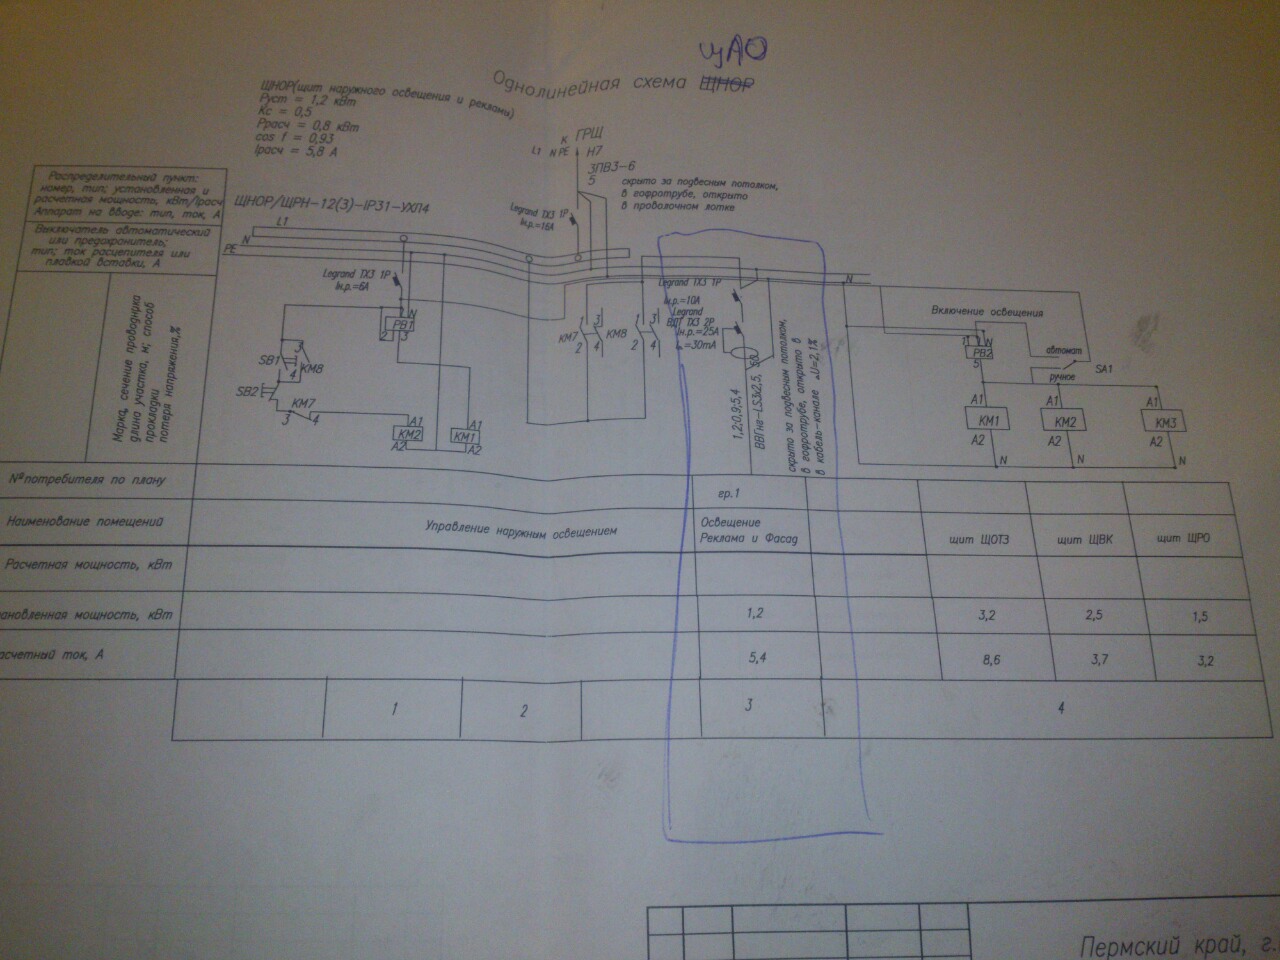 щАО
Однолинейная схема ЩНОР
ЩНОР(щит наружного освещения и рекламы)
Руст = 1,2 кВт
Кс = 0,5
Ррасч = 0,8 кВт
cos f = 0,93
Iрасч = 5,8 А
К ГРЩ
L1 N PE Н7
3ПВ3-6
5
скрыто за подвесным потолком,
в гофротрубе, открыто
в проволочном лотке
Распределительный пункт:
номер, тип; установленная и
расчетная мощность, кВт/Iрасч
Аппарат на вводе: тип, ток, А
Выключатель автоматический
или предохранитель;
тип; ток расцепителя или
плавкой вставки, А
Марка, сечение проводника
длина участка, м; способ
прокладки
потеря напряжения,%
ЩНОР/ЩРН-12(3)-IP31-УХЛ4
L1
N
PE
Legrand TX3 1P
Iн.р.=16А
Legrand TX3 1P
Iн.р.=6А
1 N
РВ1
2 3
SB1
3
4
КМ8
SB2
КМ7
3 4
A1
КМ2
A2
A1
КМ1
A2
1 3
КМ7
2 4
КМ8
1 3
2 4
Legrand TX3 1P
Iн.р.=10А
Legrand
ВДТ TX3 2P
Iн.р.=25А
=30mA
1,2;0,9;5,4
ВВГнг-LS3х2,5,
скрыто за подвесным потолком,
в гофротрубе, открыто в
в кабель-канале ΔU=2,1%
N
Включение освещения
1 N
РВ2
5
автомат
SA1
ручное
A1
КМ1
A2
N
A1
КМ2
A2
N
A1
КМ3
A2
N
№потребителя по плану
гр.1
Наименование помещений
Управление наружным освещением
Освещение
Реклама и Фасад
щит ЩОТЗ
щит ЩВК
щит ЩРО
Расчетная мощность, кВт
ановленная мощность, кВт
1,2
3,2
2,5
1,5
асчетный ток, А
5,4
8,6
3,7
3,2
1
2
3
4
Пермский край, г.